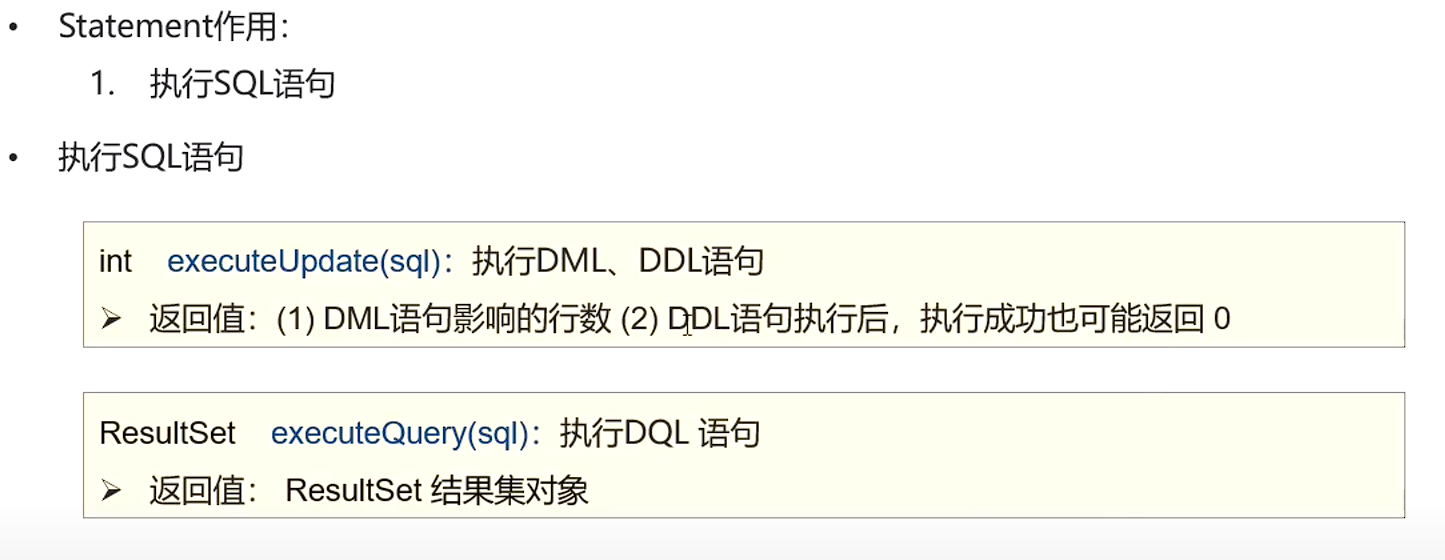 • Statement作用：
1. 执行SQL语句
• 执行SQL语句
int executeUpdate(sql)：执行DML、DDL语句
➢ 返回值：(1) DML语句影响的行数 (2) DDL语句执行后，执行成功也可能返回 0
ResultSet executeQuery(sql)：执行DQL 语句
➢ 返回值： ResultSet 结果集对象